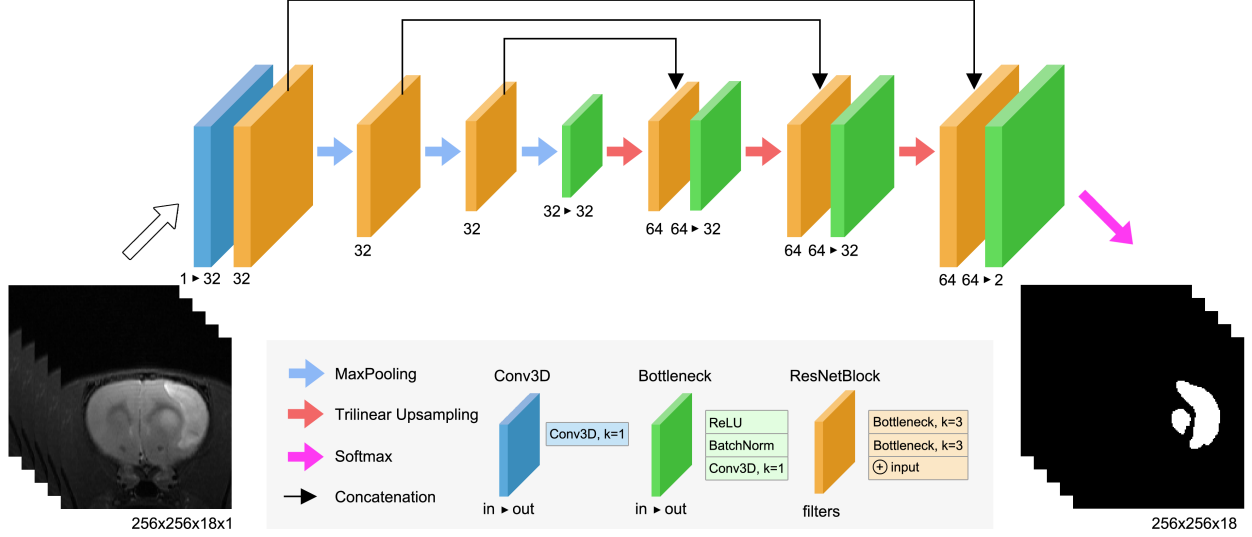 1 ▸ 32
32
32
32
32 ▸ 32
64
64 ▸ 32
64
64 ▸ 32
64
64 ▸ 2
256x256x18x1
256x256x18
MaxPooling
Trilinear Upsampling
Softmax
Concatenation
Conv3D
Conv3D, k=1
in ▸ out
Bottleneck
ReLU
BatchNorm
Conv3D, k=1
in ▸ out
ResNetBlock
Bottleneck, k=3
Bottleneck, k=3
⊕ input
filters